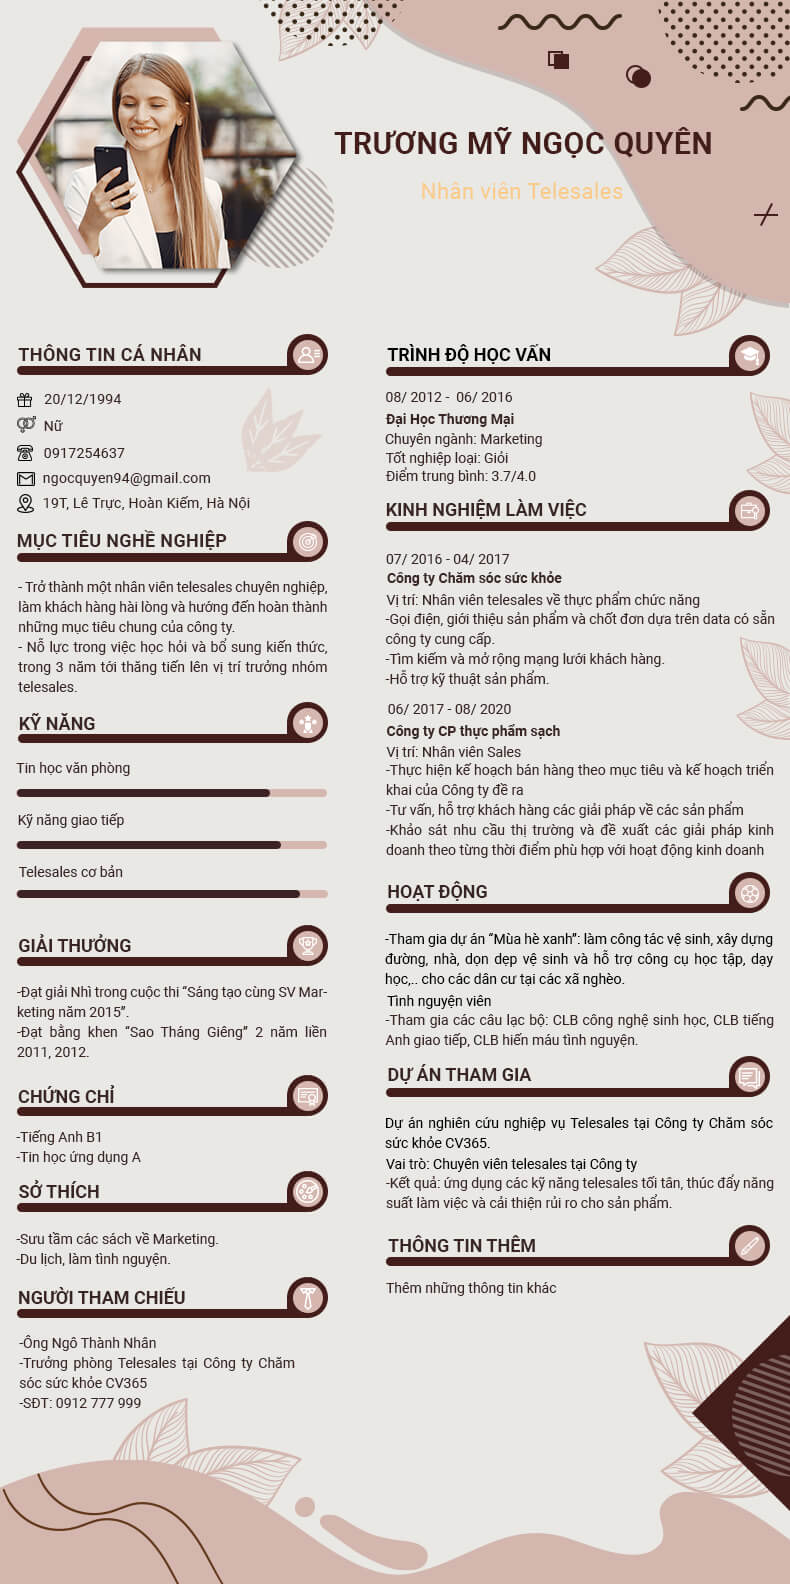 TRƯƠNG MỸ NGỌC QUYÊN
Nhân viên Telesales
THÔNG TIN CÁ NHÂN
20/12/1994
Nữ
0917254637
ngocquyen94@gmail.com
19T, Lê Trực, Hoàn Kiếm, Hà Nội
MỤC TIÊU NGHỀ NGHIỆP
- Trở thành một nhân viên telesales chuyên nghiệp,
làm khách hàng hài lòng và hướng đến hoàn thành
những mục tiêu chung của công ty.
- Nỗ lực trong việc học hỏi và bổ sung kiến thức,
trong 3 năm tới thăng tiến lên vị trí trưởng nhóm
telesales.
KỸ NĂNG
Tin học văn phòng
Kỹ năng giao tiếp
Telesales cơ bản
GIẢI THƯỞNG
-Đạt giải Nhì trong cuộc thi “Sáng tạo cùng SV Mar-
keting năm 2015”.
-Đạt bằng khen “Sao Tháng Giêng” 2 năm liền
2011, 2012.
CHỨNG CHỈ
-Tiếng Anh B1
-Tin học ứng dụng A
SỞ THÍCH
-Sưu tầm các sách về Marketing.
-Du lịch, làm tình nguyện.
NGƯỜI THAM CHIẾU
-Ông Ngô Thành Nhân
-Trưởng phòng Telesales tại Công ty Chăm
sóc sức khỏe CV365
-SĐT: 0912 777 999
TRÌNH ĐỘ HỌC VẤN
08/ 2012 - 06/ 2016
Đại Học Thương Mại
Chuyên ngành: Marketing
Tốt nghiệp loại: Giỏi
Điểm trung bình: 3.7/4.0
KINH NGHIỆM LÀM VIỆC
07/ 2016 - 04/ 2017
Công ty Chăm sóc sức khỏe
Vị trí: Nhân viên telesales về thực phẩm chức năng
-Gọi điện, giới thiệu sản phẩm và chốt đơn dựa trên data có sẵn
công ty cung cấp.
-Tìm kiếm và mở rộng mạng lưới khách hàng.
-Hỗ trợ kỹ thuật sản phẩm.
06/ 2017 - 08/ 2020
Công ty CP thực phẩm sạch
Vị trí: Nhân viên Sales
-Thực hiện kế hoạch bán hàng theo mục tiêu và kế hoạch triển
khai của Công ty đề ra
-Tư vấn, hỗ trợ khách hàng các giải pháp về các sản phẩm
-Khảo sát nhu cầu thị trường và đề xuất các giải pháp kinh
doanh theo từng thời điểm phù hợp với hoạt động kinh doanh
HOẠT ĐỘNG
-Tham gia dự án “Mùa hè xanh”: làm công tác vệ sinh, xây dựng
đường, nhà, dọn dẹp vệ sinh và hỗ trợ công cụ học tập, dạy
học,.. cho các dân cư tại các xã nghèo.
Tình nguyện viên
-Tham gia các câu lạc bộ: CLB công nghệ sinh học, CLB tiếng
Anh giao tiếp, CLB hiến máu tình nguyện.
DỰ ÁN THAM GIA
Dự án nghiên cứu nghiệp vụ Telesales tại Công ty Chăm sóc
sức khỏe CV365.
Vai trò: Chuyên viên telesales tại Công ty
-Kết quả: ứng dụng các kỹ năng telesales tối tân, thúc đẩy năng
suất làm việc và cải thiện rủi ro cho sản phẩm.
THÔNG TIN THÊM
Thêm những thông tin khác